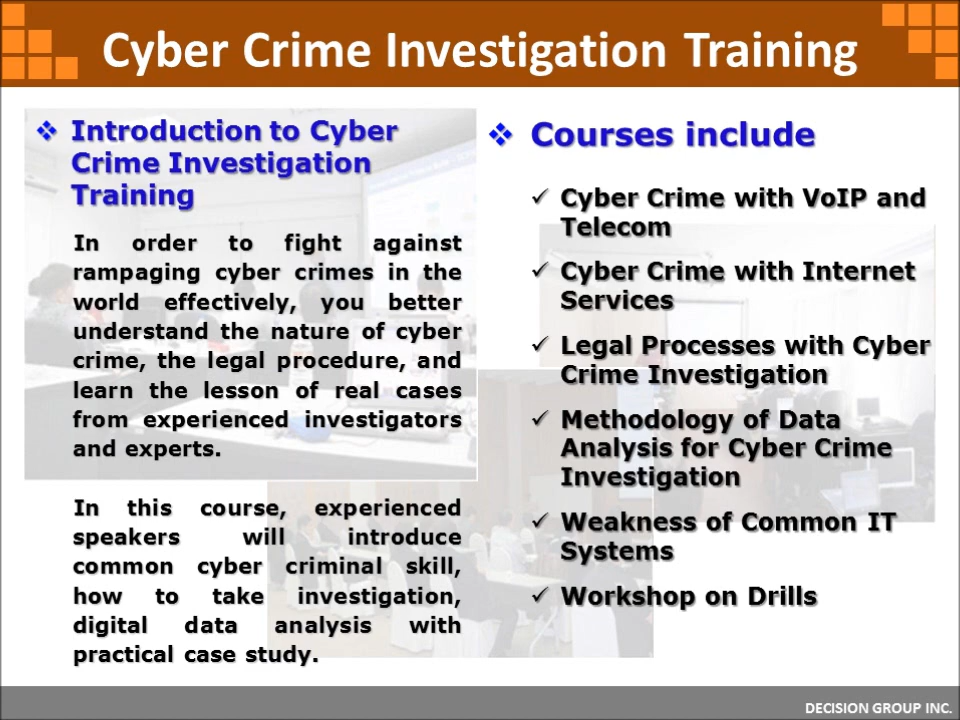 Cyber Crime Investigation Training
Introduction to Cyber
Crime Investigation
Training
In order to fight against
rampaging cyber crimes in the
world effectively, you better
understand the nature of cyber
crime, the legal procedure, and
learn the lesson of real cases
from experienced investigators
and experts.
In this course, experienced
speakers will introduce
common cyber criminal skill,
how to take investigation,
digital data analysis with
practical case study.
Courses include
Cyber Crime with VoIP and
Telecom
Cyber Crime with Internet
Services
Legal Processes with Cyber
Crime Investigation
Methodology of Data
Analysis for Cyber Crime
Investigation
Weakness of Common IT
Systems
Workshop on Drills
DECISION GROUP INC.